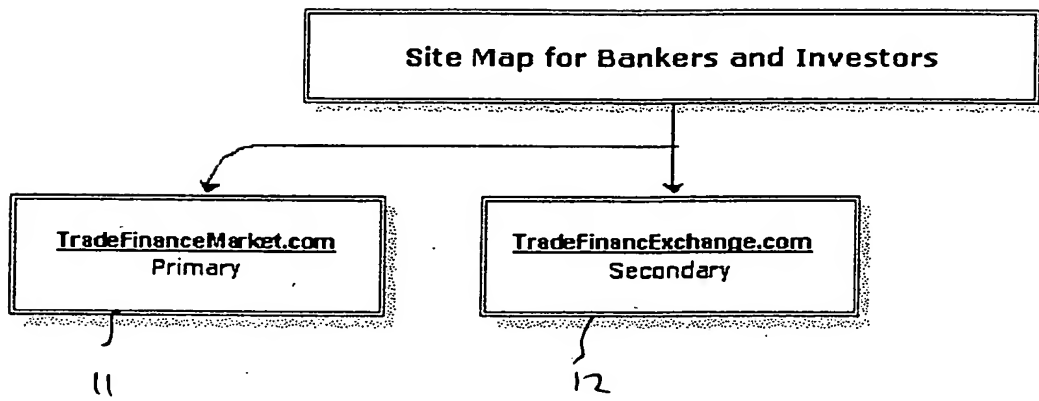 Site Map for Bankers and Investors
TradeFinanceMarket.com
Primary
TradeFinancExchange.com
Secondary
11
12